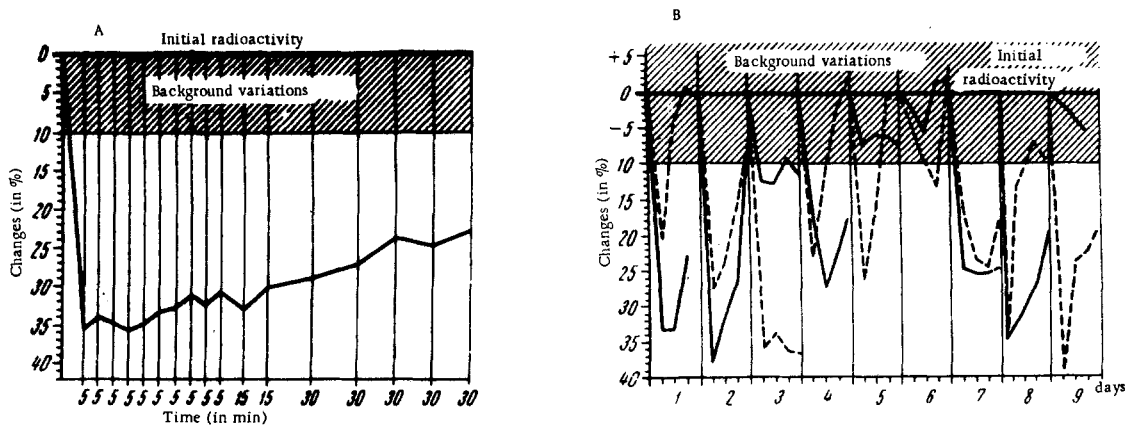 A
Initial radioactivity
Background variations
0
5
10
15
20
25
30
35
40
Changes (in %)
5 5 5 5 5 5 5 5 5 5 15 15 30 30 30 30 30
Time (in min)
B
Background variations
Initial
radioactivity
+5
0
-5
10
15
20
25
30
35
40
Changes (in %)
1 2 3 4 5 6 7 8 9 days